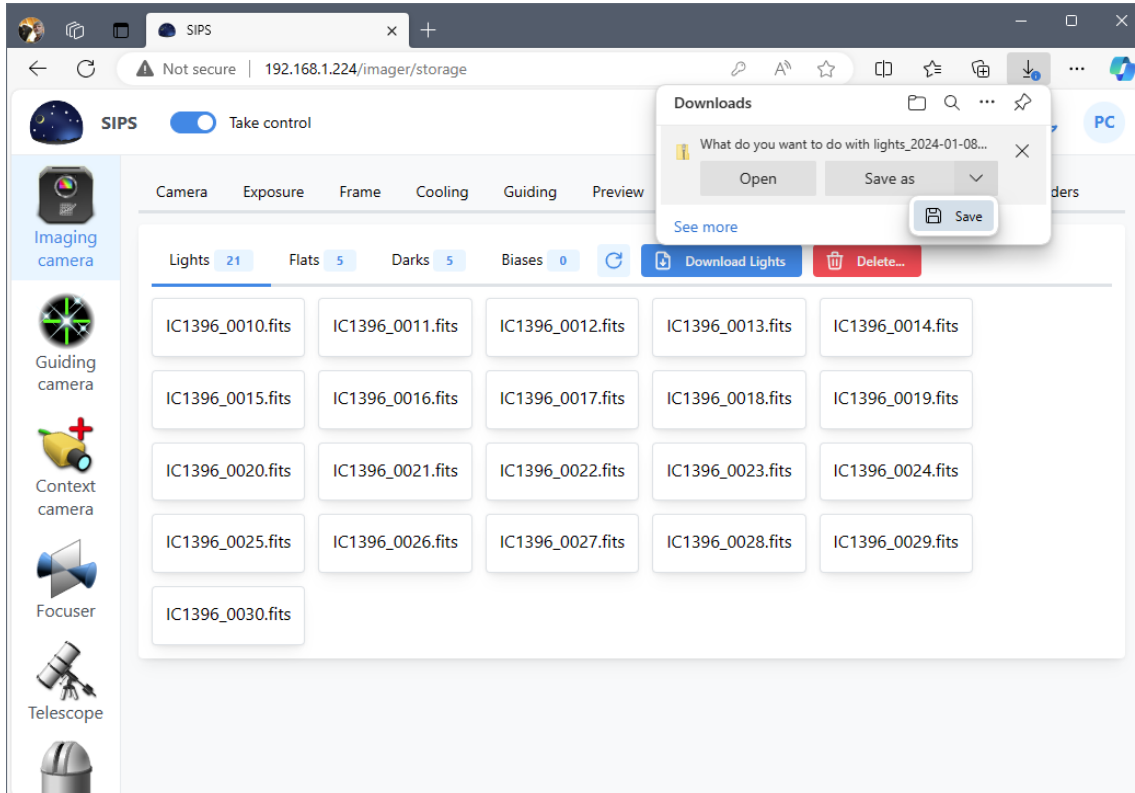 SIPS
Not secure 192.168.1.224/imager/storage
SIPS Take control
PC
Downloads
What do you want to do with lights_2024-01-08...
Open Save as
Save
See more
Imaging
camera
Guiding
camera
Context
camera
Focuser
Telescope
Camera Exposure Frame Cooling Guiding Preview
Lights 21 Flats 5 Darks 5 Biases 0 Download Lights Delete...
IC1396_0010.fits IC1396_0011.fits IC1396_0012.fits IC1396_0013.fits IC1396_0014.fits
IC1396_0015.fits IC1396_0016.fits IC1396_0017.fits IC1396_0018.fits IC1396_0019.fits
IC1396_0020.fits IC1396_0021.fits IC1396_0022.fits IC1396_0023.fits IC1396_0024.fits
IC1396_0025.fits IC1396_0026.fits IC1396_0027.fits IC1396_0028.fits IC1396_0029.fits
IC1396_0030.fits